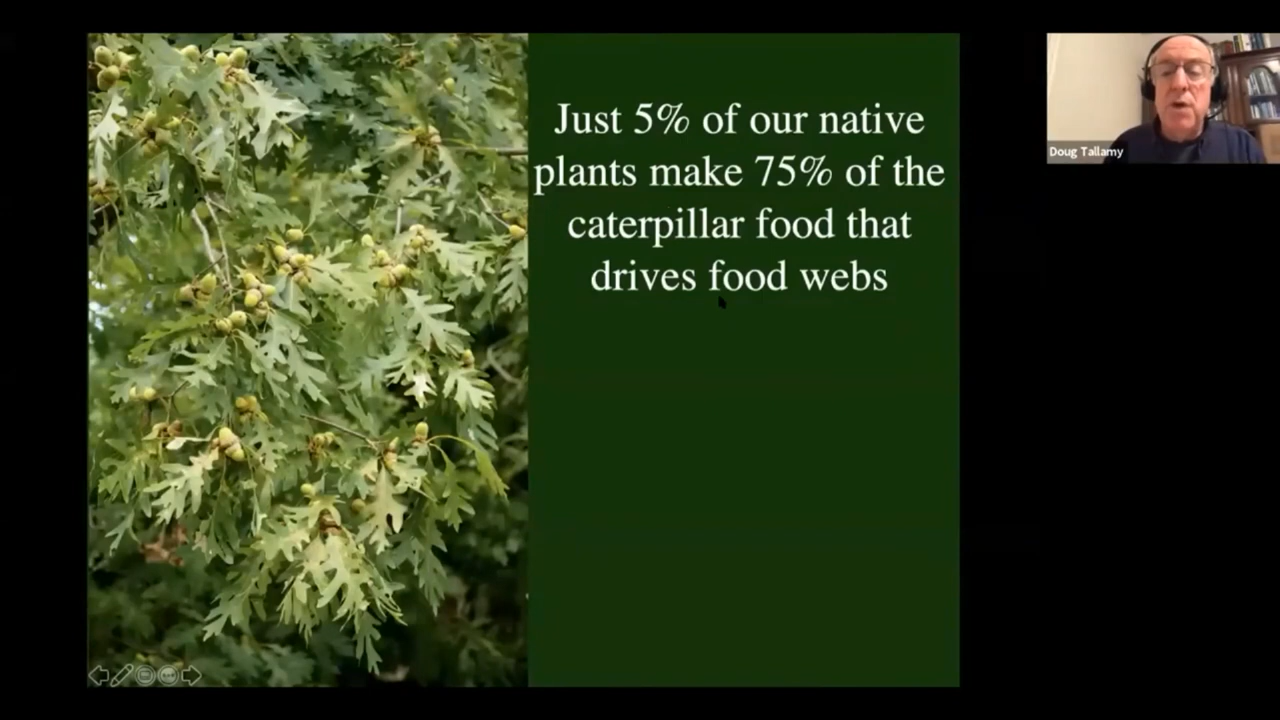 Just 5% of our native
plants make 75% of the
caterpillar food that
drives food webs
Doug Tallamy